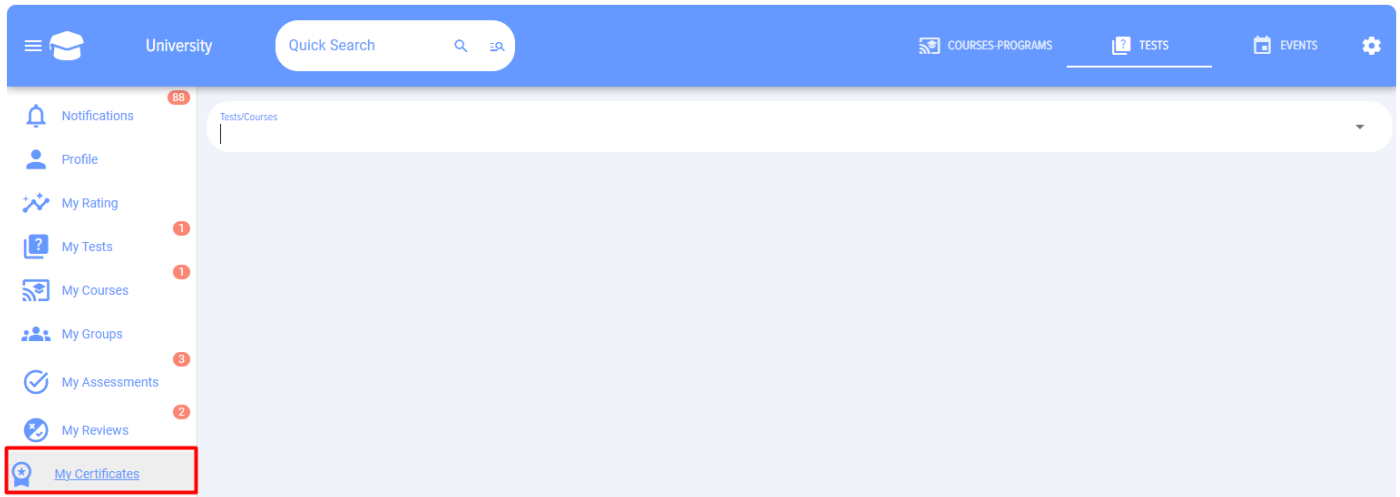 University
Quick Search
COURSES-PROGRAMS
? TESTS
EVENTS
88
Notifications
Tests/Courses
Profile
My Rating
1
? My Tests
1
My Courses
My Groups
3
My Assessments
2
My Reviews
My Certificates